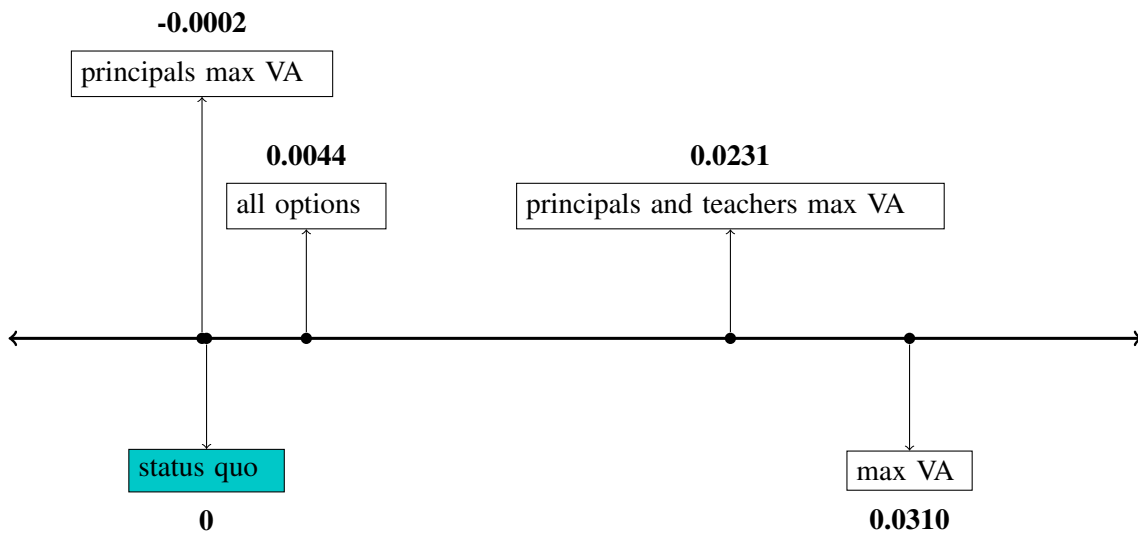 -0.0002
principals max VA
0.0044
all options
0.0231
principals and teachers max VA
status quo
0
max VA
0.0310